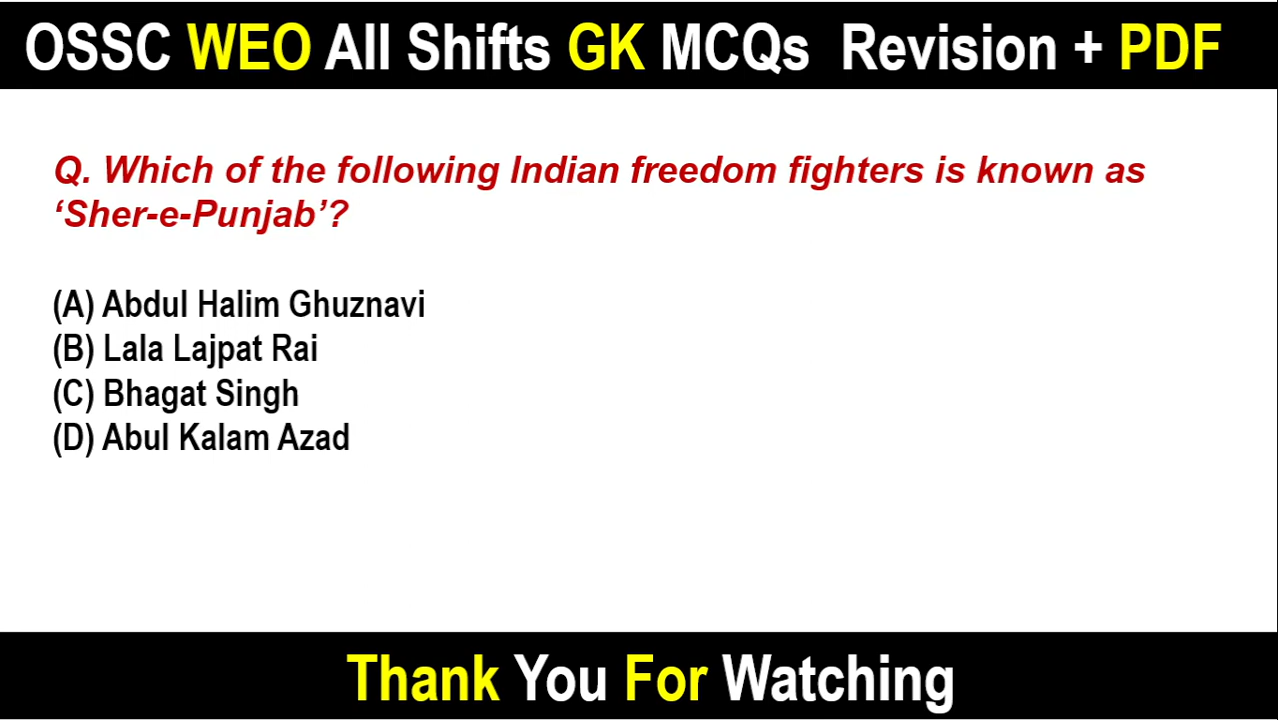 OSSC WEO All Shifts GK MCQs Revision + PDF
Q. Which of the following Indian freedom fighters is known as
‘Sher-e-Punjab’?
(A) Abdul Halim Ghuznavi
(B) Lala Lajpat Rai
(C) Bhagat Singh
(D) Abul Kalam Azad
Thank You For Watching